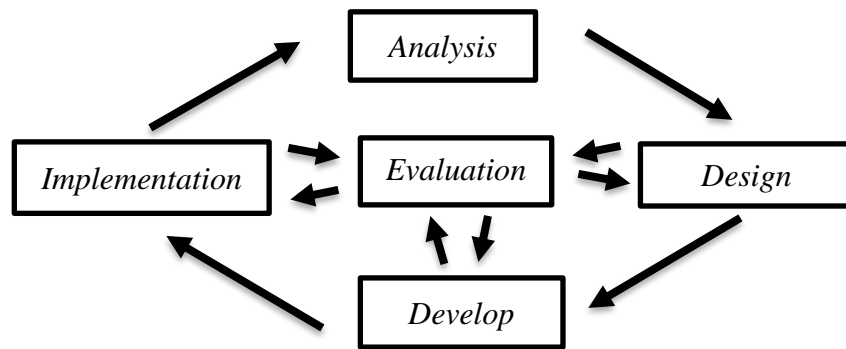 Analysis
Implementation
Evaluation
Design
Develop